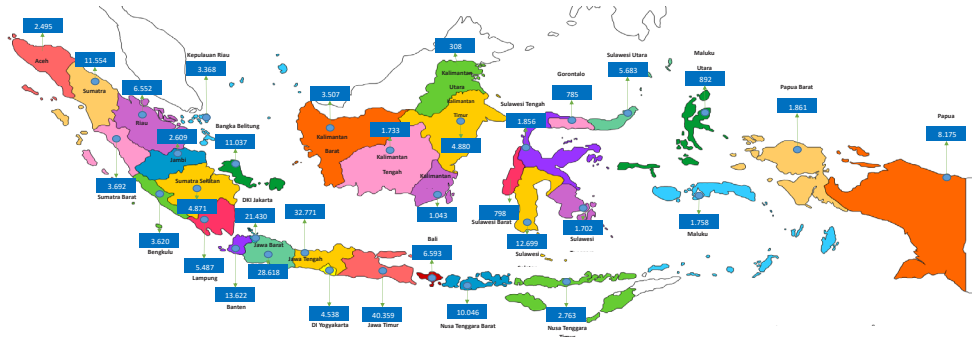 2.495
Aceh
11.554
Sumatra
Kepulauan Riau
3.368
6.552
Riau
2.609
Jambi
Bangka Belitung
11.037
3.692
Sumatra Barat
Sumatra Selatan
4.871
DKI Jakarta
21.430
32.771
3.620
Bengkulu
5.487
Lampung
Jawa Barat
28.618
Jawa Tengah
13.622
Banten
4.538
DI Yogyakarta
40.359
Jawa Timur
Bali
6.593
10.046
Nusa Tenggara Barat
2.763
Nusa Tenggara
308
Kalimantan
Utara
3.507
Kalimantan
Barat
1.733
Kalimantan
Tengah
Kalimantan
Timur
4.880
Kalimantan
1.043
Sulawesi Tengah
1.856
Gorontalo
785
Sulawesi Utara
5.683
798
Sulawesi Barat
12.699
Sulawesi
1.702
Sulawesi
Maluku
Utara
892
1.758
Maluku
Papua Barat
1.861
Papua
8.175